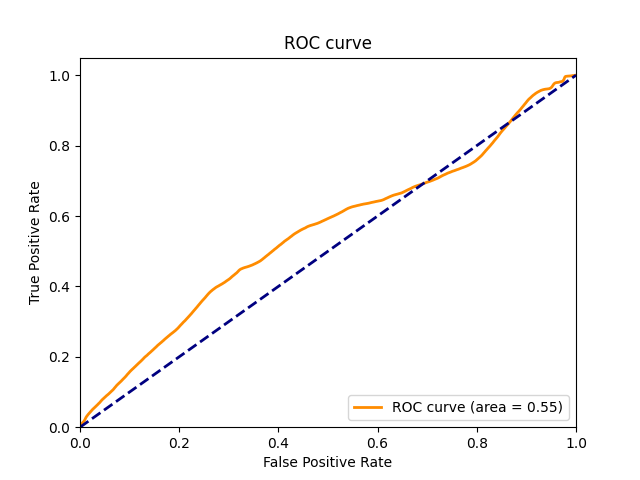 ROC curve
True Positive Rate
1.0
0.8
0.6
0.4
0.2
0.0
0.0 0.2 0.4 0.6 0.8 1.0
False Positive Rate
ROC curve (area = 0.55)